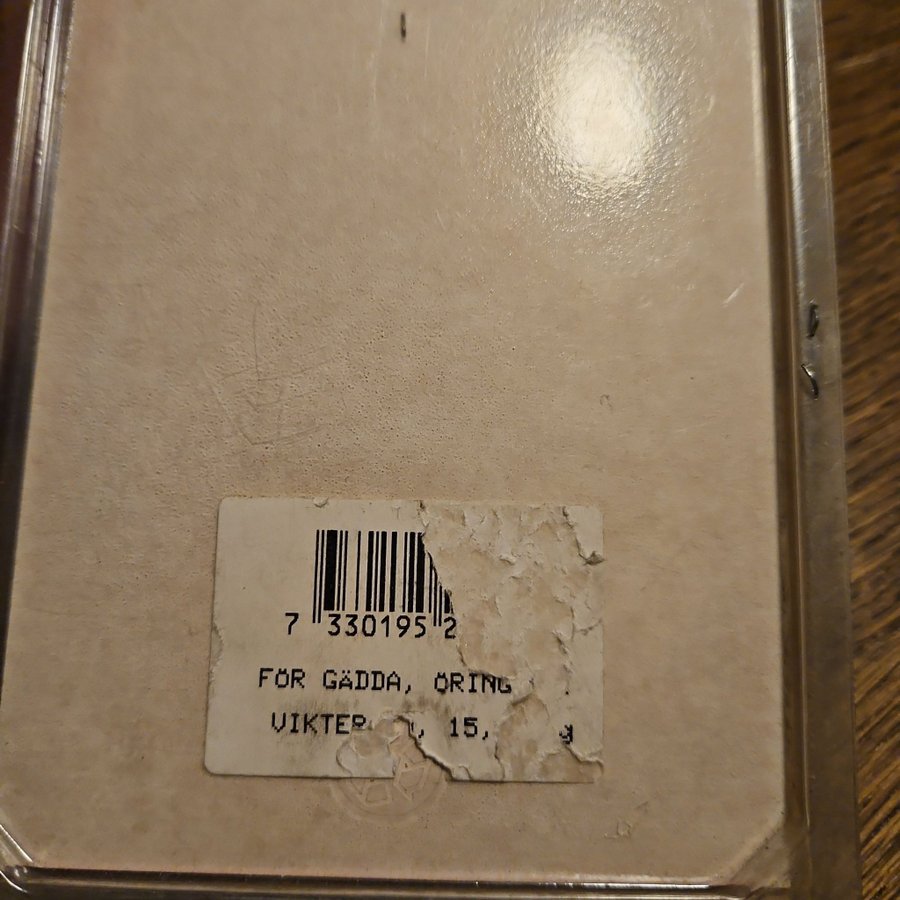 7 330195 2
FÖR GÄDDA, ÖRING
VIKTER , 15, g